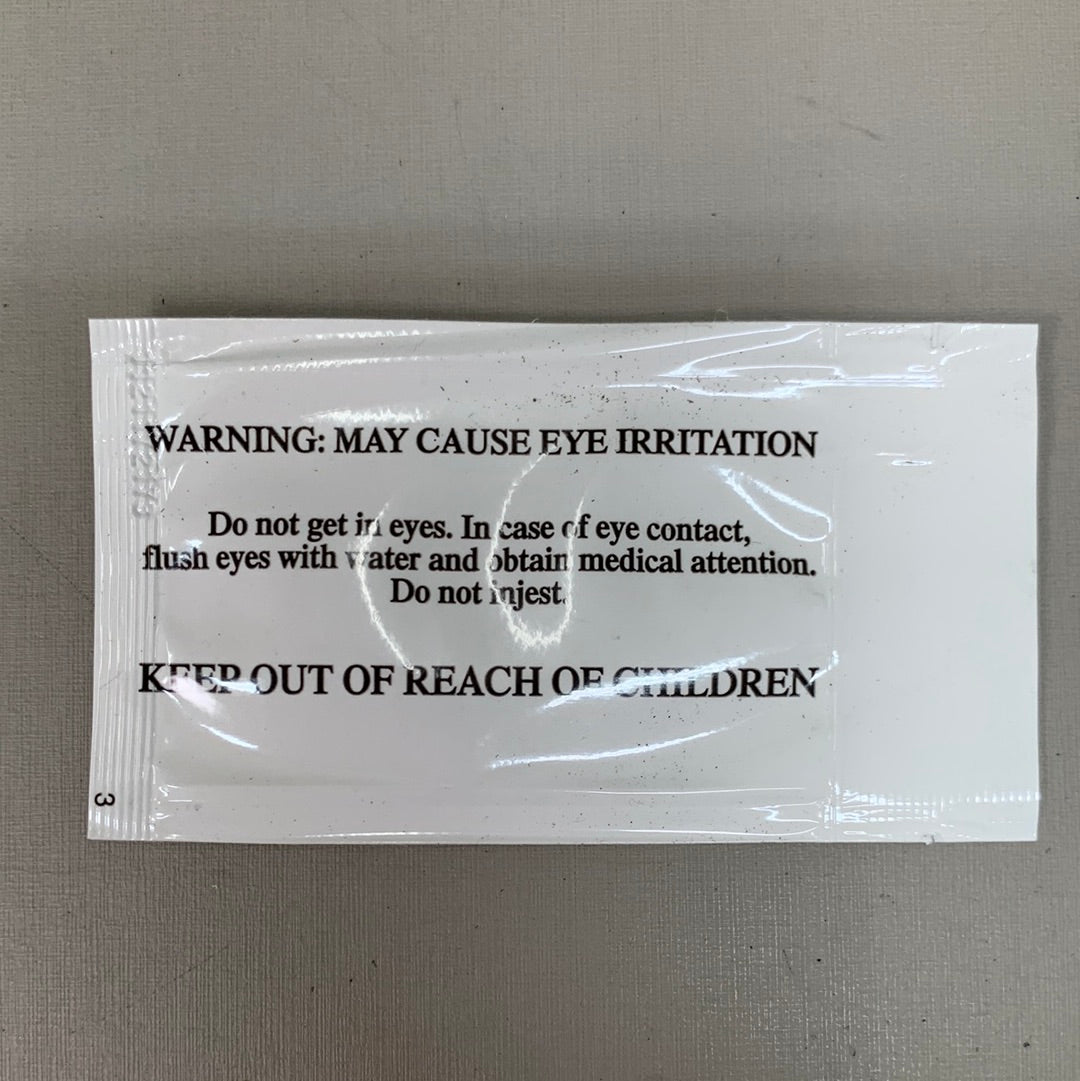 WARNING: MAY CAUSE EYE IRRITATION
Do not get in eyes. In case of eye contact,
flush eyes with water and obtain medical attention.
Do not injest.
KEEP OUT OF REACH OF CHILDREN
3